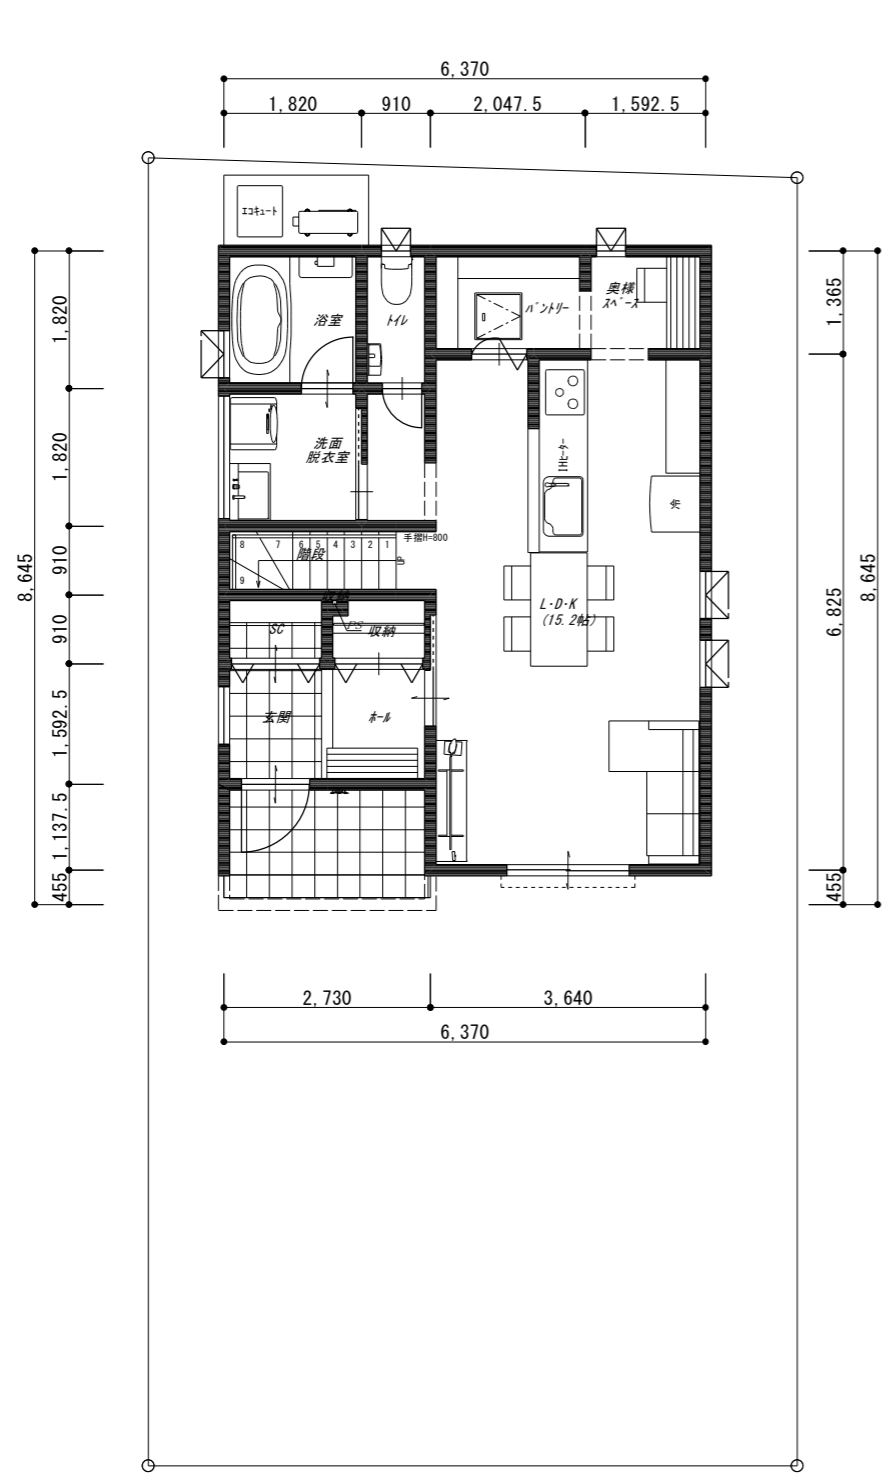 6,370
1,820
910
2,047.5
1,592.5
エコキュート
1,820
1,820
910
910
1,592.5
1,137.5
455
8,645
1,365
6,825
455
8,645
浴室
トイレ
パントリー
奥様
スペース
洗面
脱衣室
IHヒーター
冷
手摺H=800
8
7
6
5
4
3
2
1
9
階段
UP
収納
SC
PS
収納
L・D・K
(15.2帖)
玄関
ホール
2,730
3,640
6,370